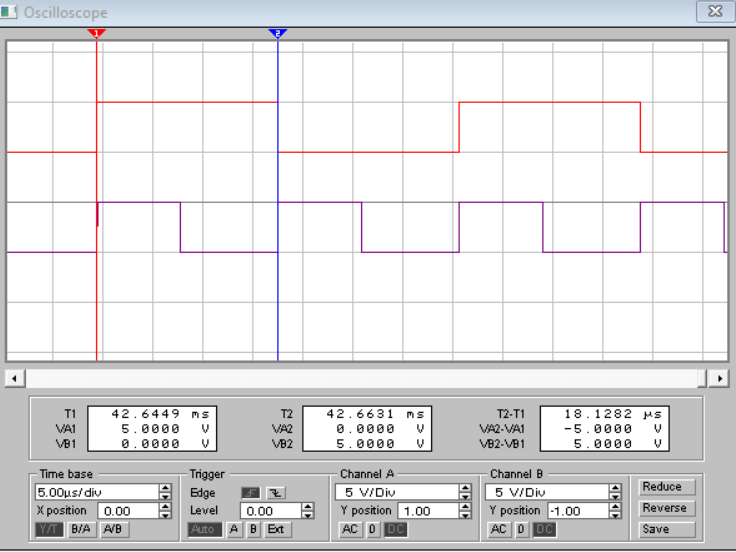 Oscilloscope
1 2
T1 42.6449 ms T2 42.6631 ms T2-T1 18.1282 µs
VA1 5.0000 V VA2 0.0000 V VA2-VA1 -5.0000 V
VB1 0.0000 V VB2 5.0000 V VB2-VB1 5.0000 V
Time base Trigger Channel A Channel B Reduce
5.00µs/div Edge 5 V/Div 5 V/Div
X position 0.00 Level 0.00 Y position 1.00 Y position -1.00 Reverse
Y/T B/A A/B Auto A B Ext AC 0 DC AC 0 DC Save